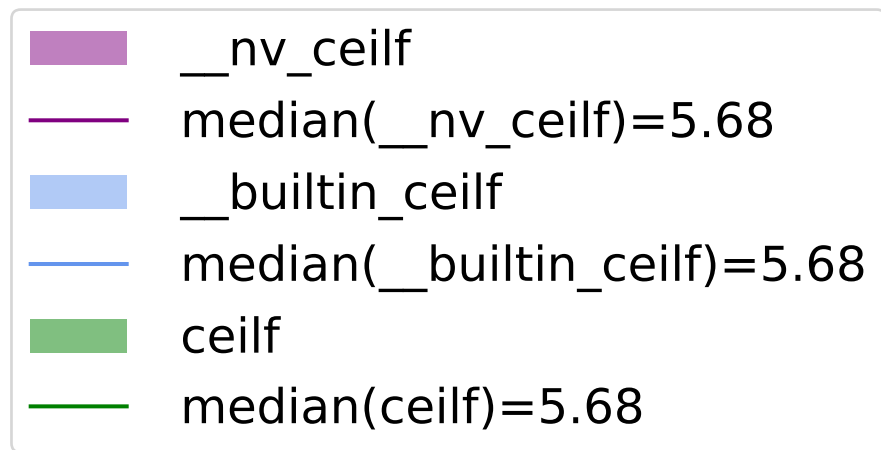 __nv_ceilf
median(__nv_ceilf)=5.68
__builtin_ceilf
median(__builtin_ceilf)=5.68
ceilf
median(ceilf)=5.68